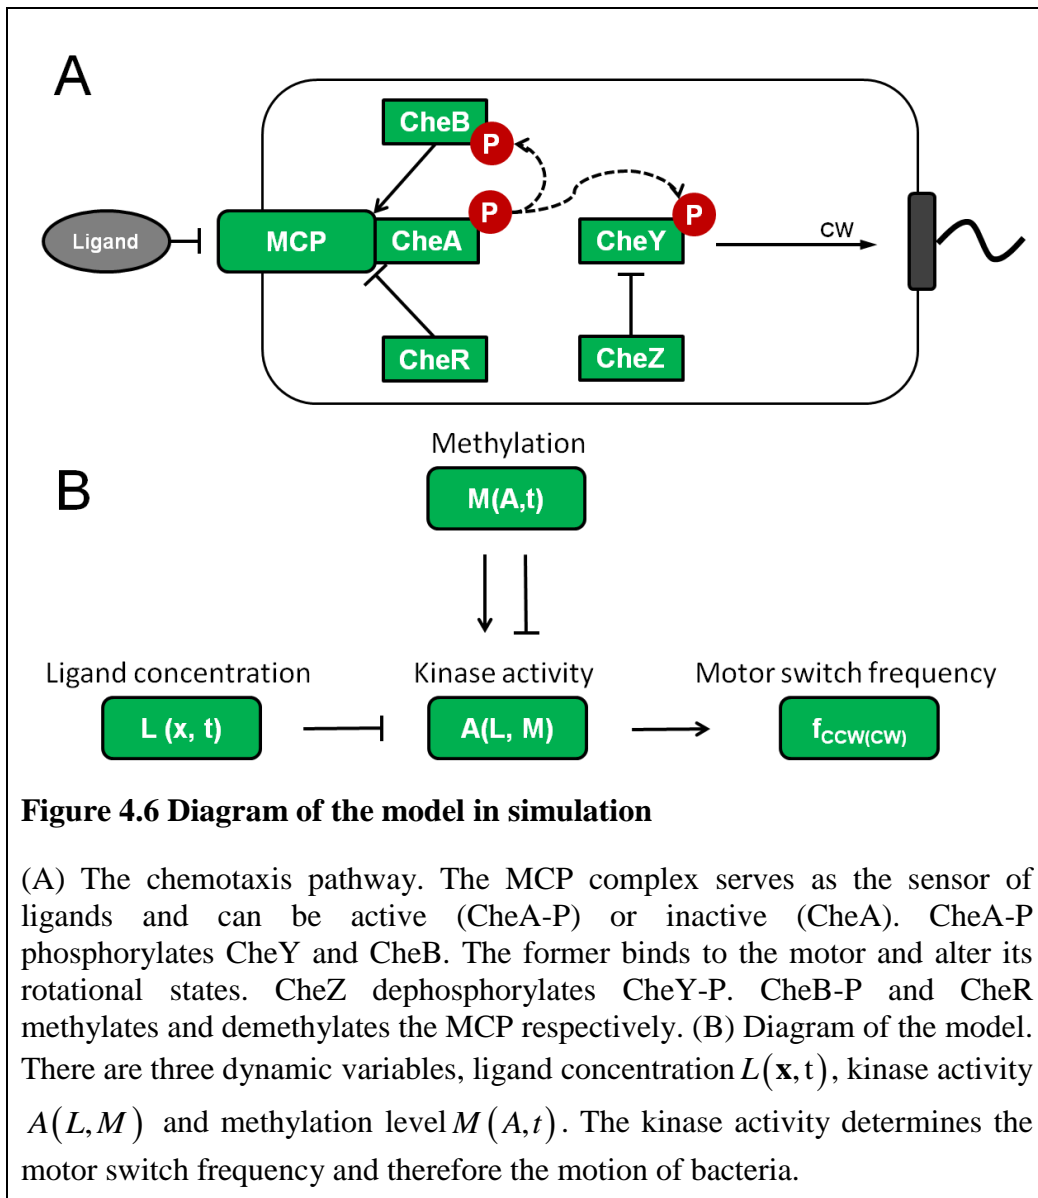 A
CheB
P
P
P
Ligand
MCP
CheA
CheY
CW
CheR
CheZ
Methylation
B
M(A,t)
Ligand concentration
Kinase activity
Motor switch frequency
L (x, t)
A(L, M)
fCCW(CW)
Figure 4.6 Diagram of the model in simulation
(A) The chemotaxis pathway. The MCP complex serves as the sensor of
ligands and can be active (CheA-P) or inactive (CheA). CheA-P
phosphorylates CheY and CheB. The former binds to the motor and alter its
rotational states. CheZ dephosphorylates CheY-P. CheB-P and CheR
methylates and demethylates the MCP respectively. (B) Diagram of the model.
There are three dynamic variables, ligand concentration L(x,t), kinase activity
A(L,M) and methylation level M(A,t). The kinase activity determines the
motor switch frequency and therefore the motion of bacteria.